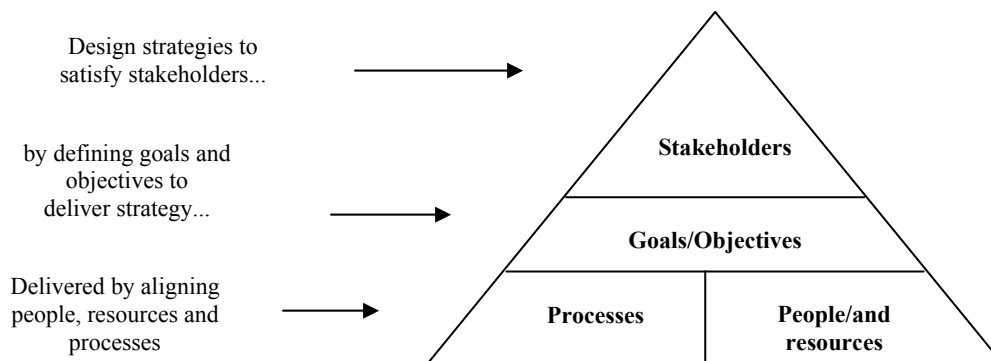 Design strategies to
satisfy stakeholders...
Stakeholders
by defining goals and
objectives to
deliver strategy...
Goals/Objectives
Delivered by aligning
people, resources and
processes
Processes
People/and
resources